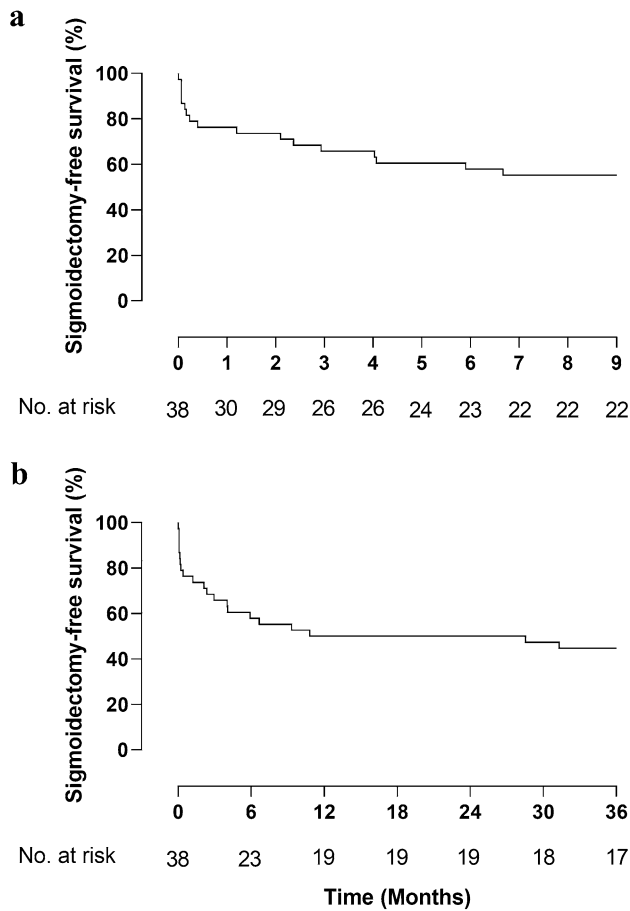 a
Sigmoidectomy-free survival (%)
100
80
60
40
20
0
0 1 2 3 4 5 6 7 8 9
No. at risk 38 30 29 26 26 24 23 22 22 22
b
Sigmoidectomy-free survival (%)
100
80
60
40
20
0
0 6 12 18 24 30 36
No. at risk 38 23 19 19 19 18 17
Time (Months)